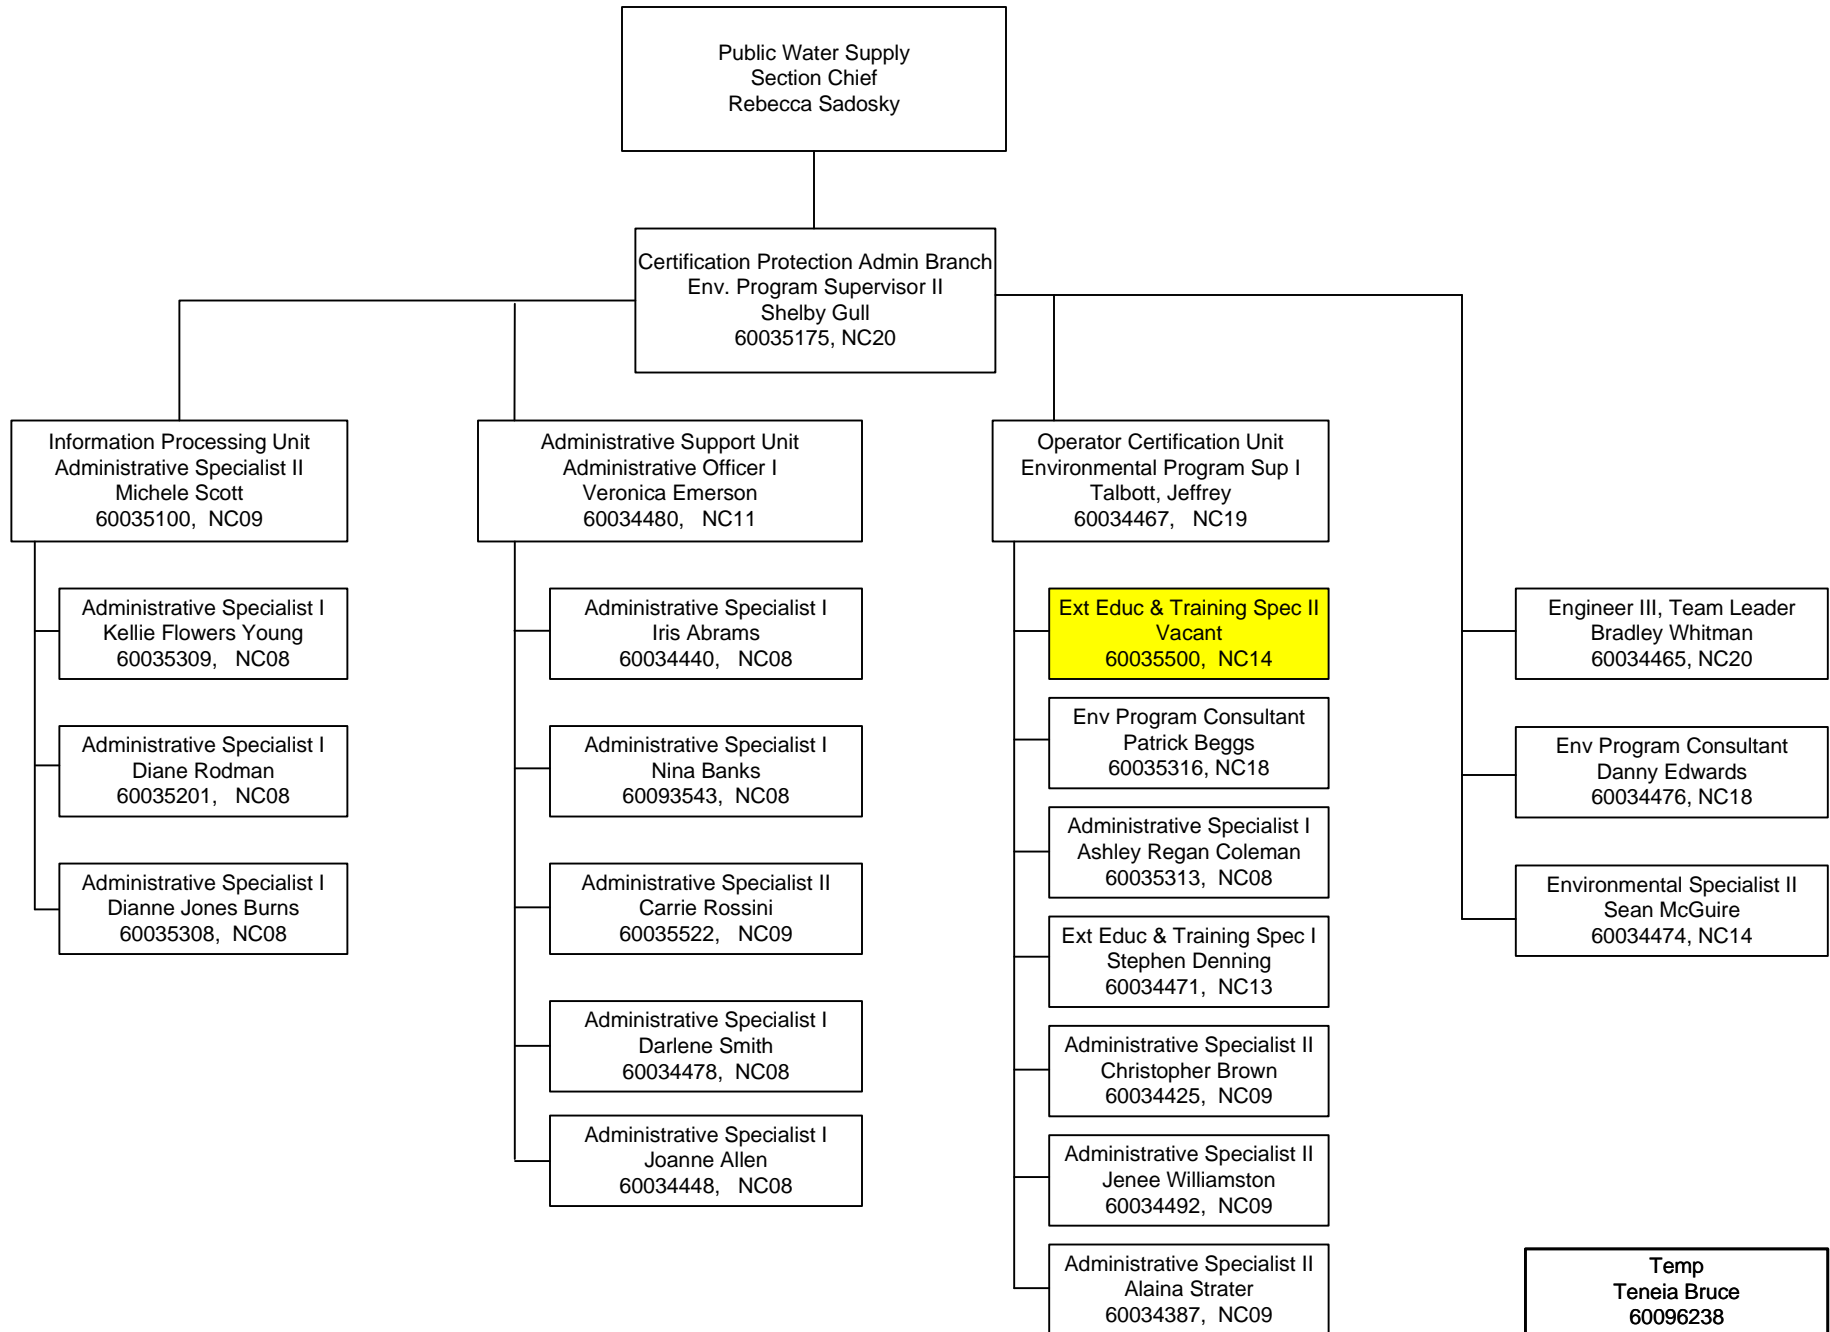 Public Water Supply
Section Chief
Rebecca Sadosky
Certification Protection Admin Branch
Env. Program Supervisor II
Shelby Gull
60035175, NC20
Information Processing Unit
Administrative Specialist II
Michele Scott
60035100, NC09
Administrative Specialist I
Kellie Flowers Young
60035309, NC08
Administrative Specialist I
Diane Rodman
60035201, NC08
Administrative Specialist I
Dianne Jones Burns
60035308, NC08
Administrative Support Unit
Administrative Officer I
Veronica Emerson
60034480, NC11
Administrative Specialist I
Iris Abrams
60034440, NC08
Administrative Specialist I
Nina Banks
60093543, NC08
Administrative Specialist II
Carrie Rossini
60035522, NC09
Administrative Specialist I
Darlene Smith
60034478, NC08
Administrative Specialist I
Joanne Allen
60034448, NC08
Operator Certification Unit
Environmental Program Sup I
Talbott, Jeffrey
60034467, NC19
Ext Educ & Training Spec II
Vacant
60035500, NC14
Env Program Consultant
Patrick Beggs
60035316, NC18
Administrative Specialist I
Ashley Regan Coleman
60035313, NC08
Ext Educ & Training Spec I
Stephen Denning
60034471, NC13
Administrative Specialist II
Christopher Brown
60034425, NC09
Administrative Specialist II
Jenee Williamston
60034492, NC09
Administrative Specialist II
Alaina Strater
60034387, NC09
Engineer III, Team Leader
Bradley Whitman
60034465, NC20
Env Program Consultant
Danny Edwards
60034476, NC18
Environmental Specialist II
Sean McGuire
60034474, NC14
Temp
Teneia Bruce
60096238